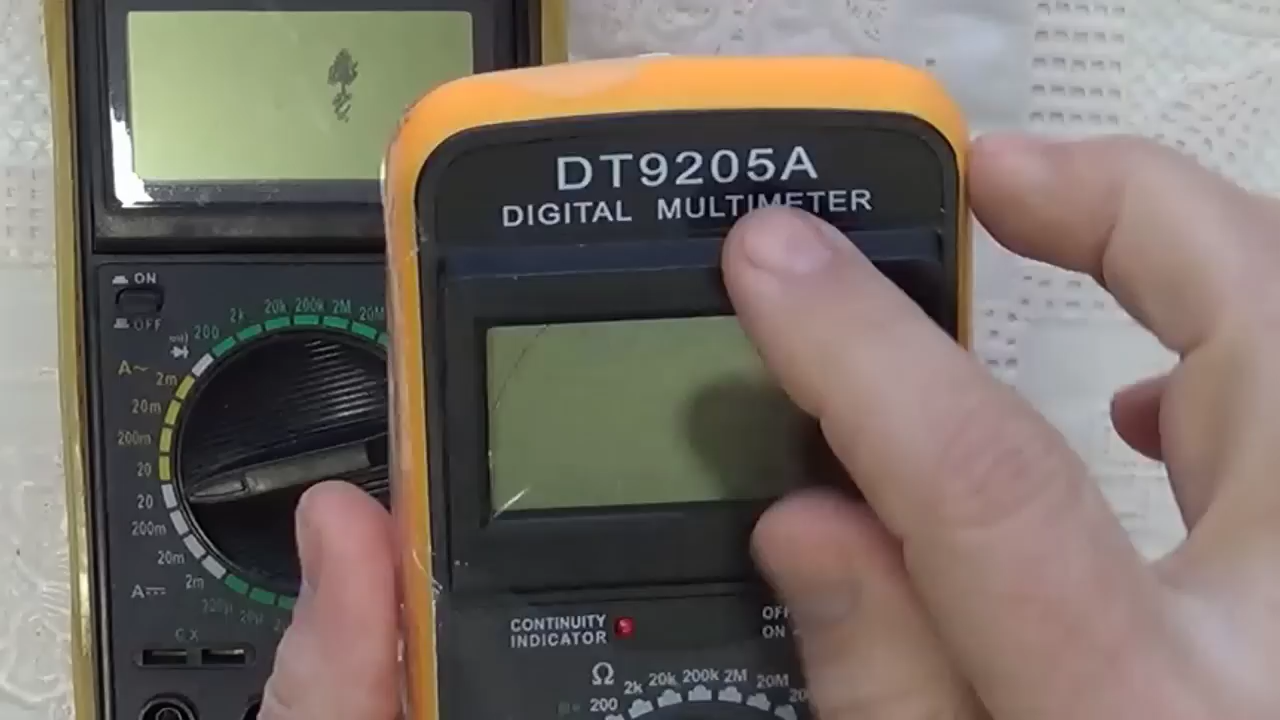 DT9205A
DIGITAL MULTIMETER
CONTINUITY
INDICATOR
OFF
ON
Ω
200 2k 20k 200k 2M 20M
ON
OFF
200 2k 20k 200k 2M 20M
A~
2m
20m
200m
20
20
200m
20m
2m
A⎓
CX